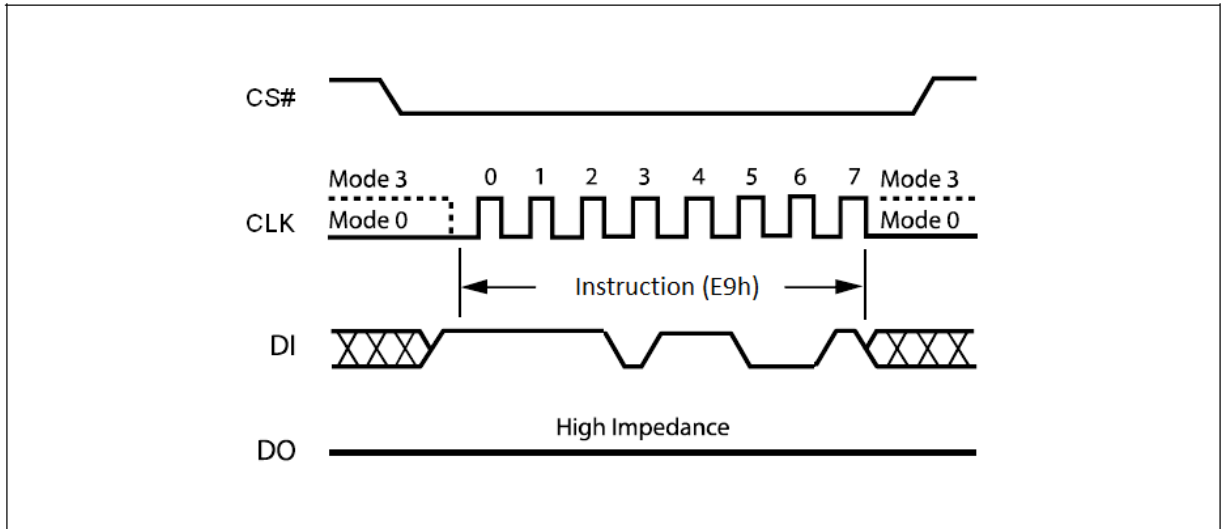 CS#
Mode 3 0 1 2 3 4 5 6 7 Mode 3
CLK Mode 0 Mode 0
Instruction (E9h)
DI
High Impedance
DO